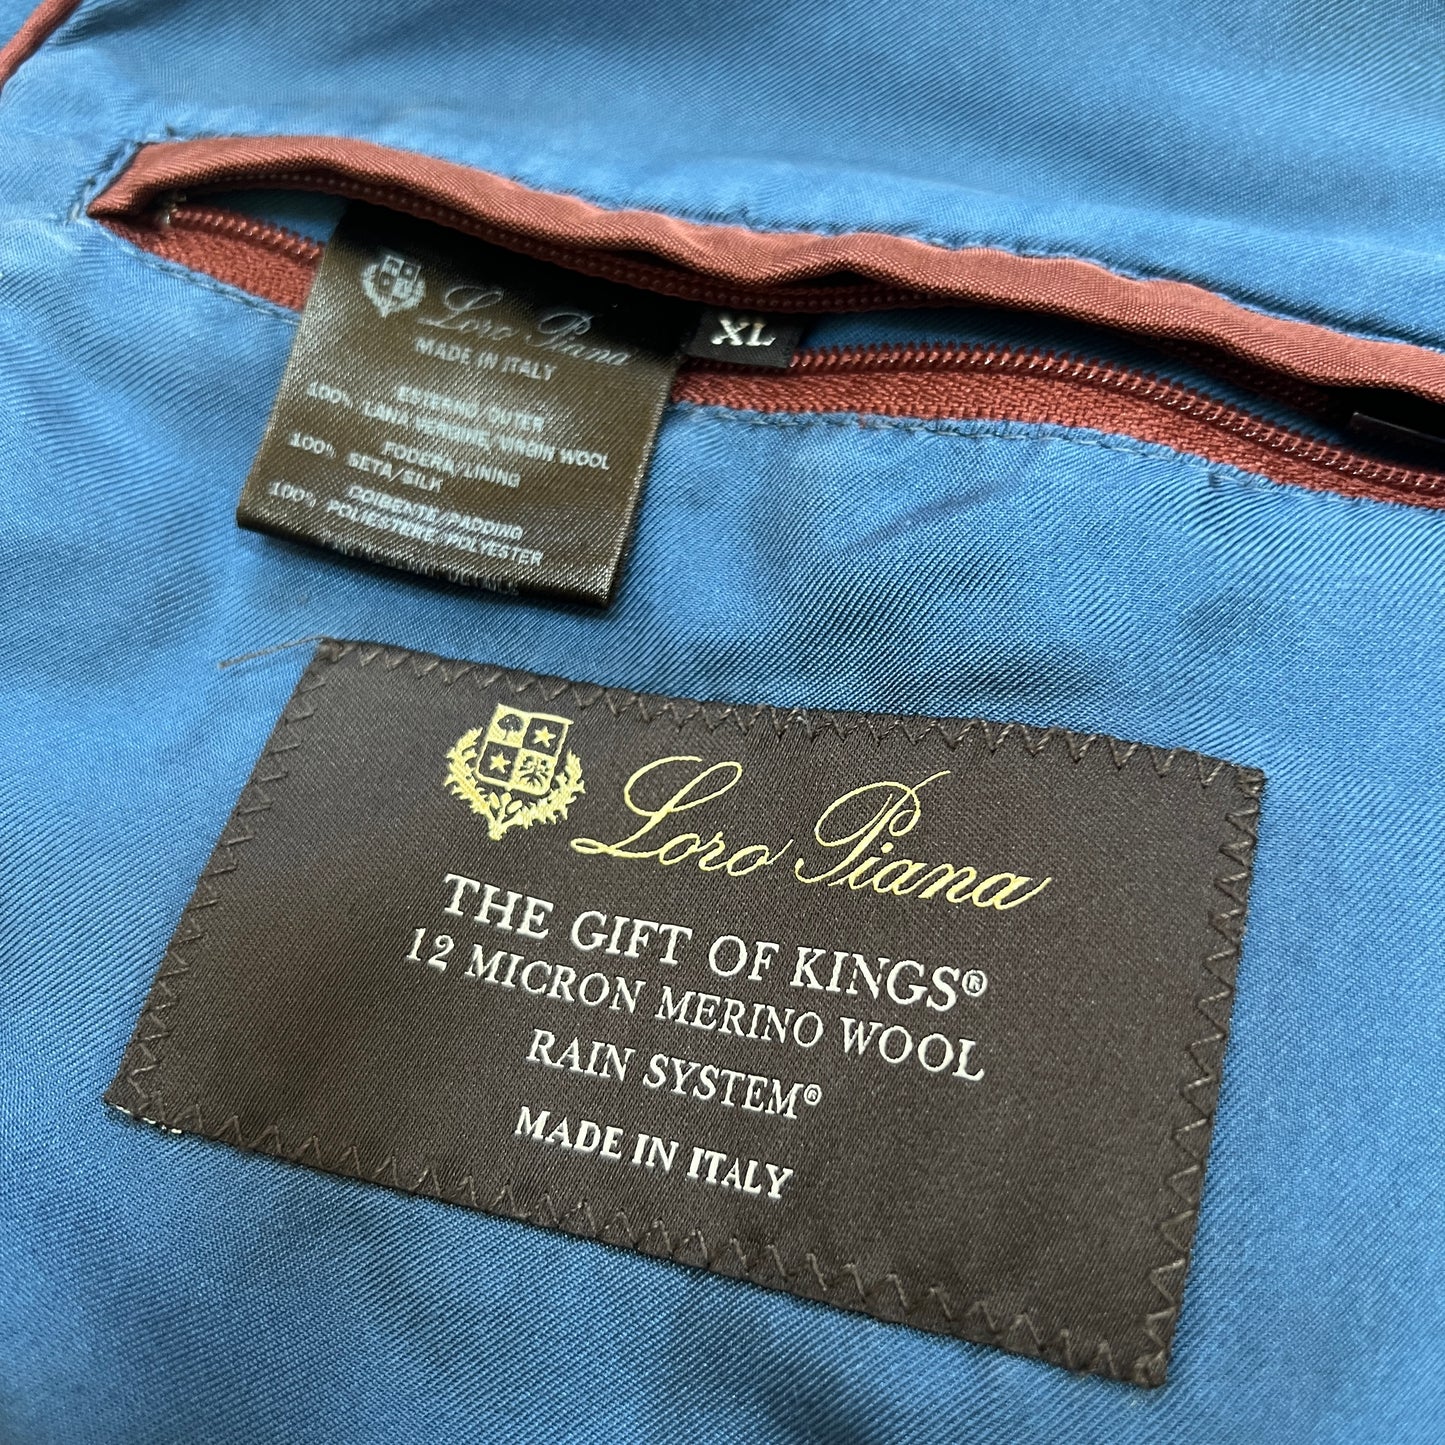 Loro Piana
XL
MADE IN ITALY
ESTERNO/OUTER
100% LANA VERGINE/VIRGIN WOOL
FODERA/LINING
100% SETA/SILK
COIBENTE/PADDING
100% POLIESTERE/POLYESTER
Loro Piana
THE GIFT OF KINGS®
12 MICRON MERINO WOOL
RAIN SYSTEM®
MADE IN ITALY